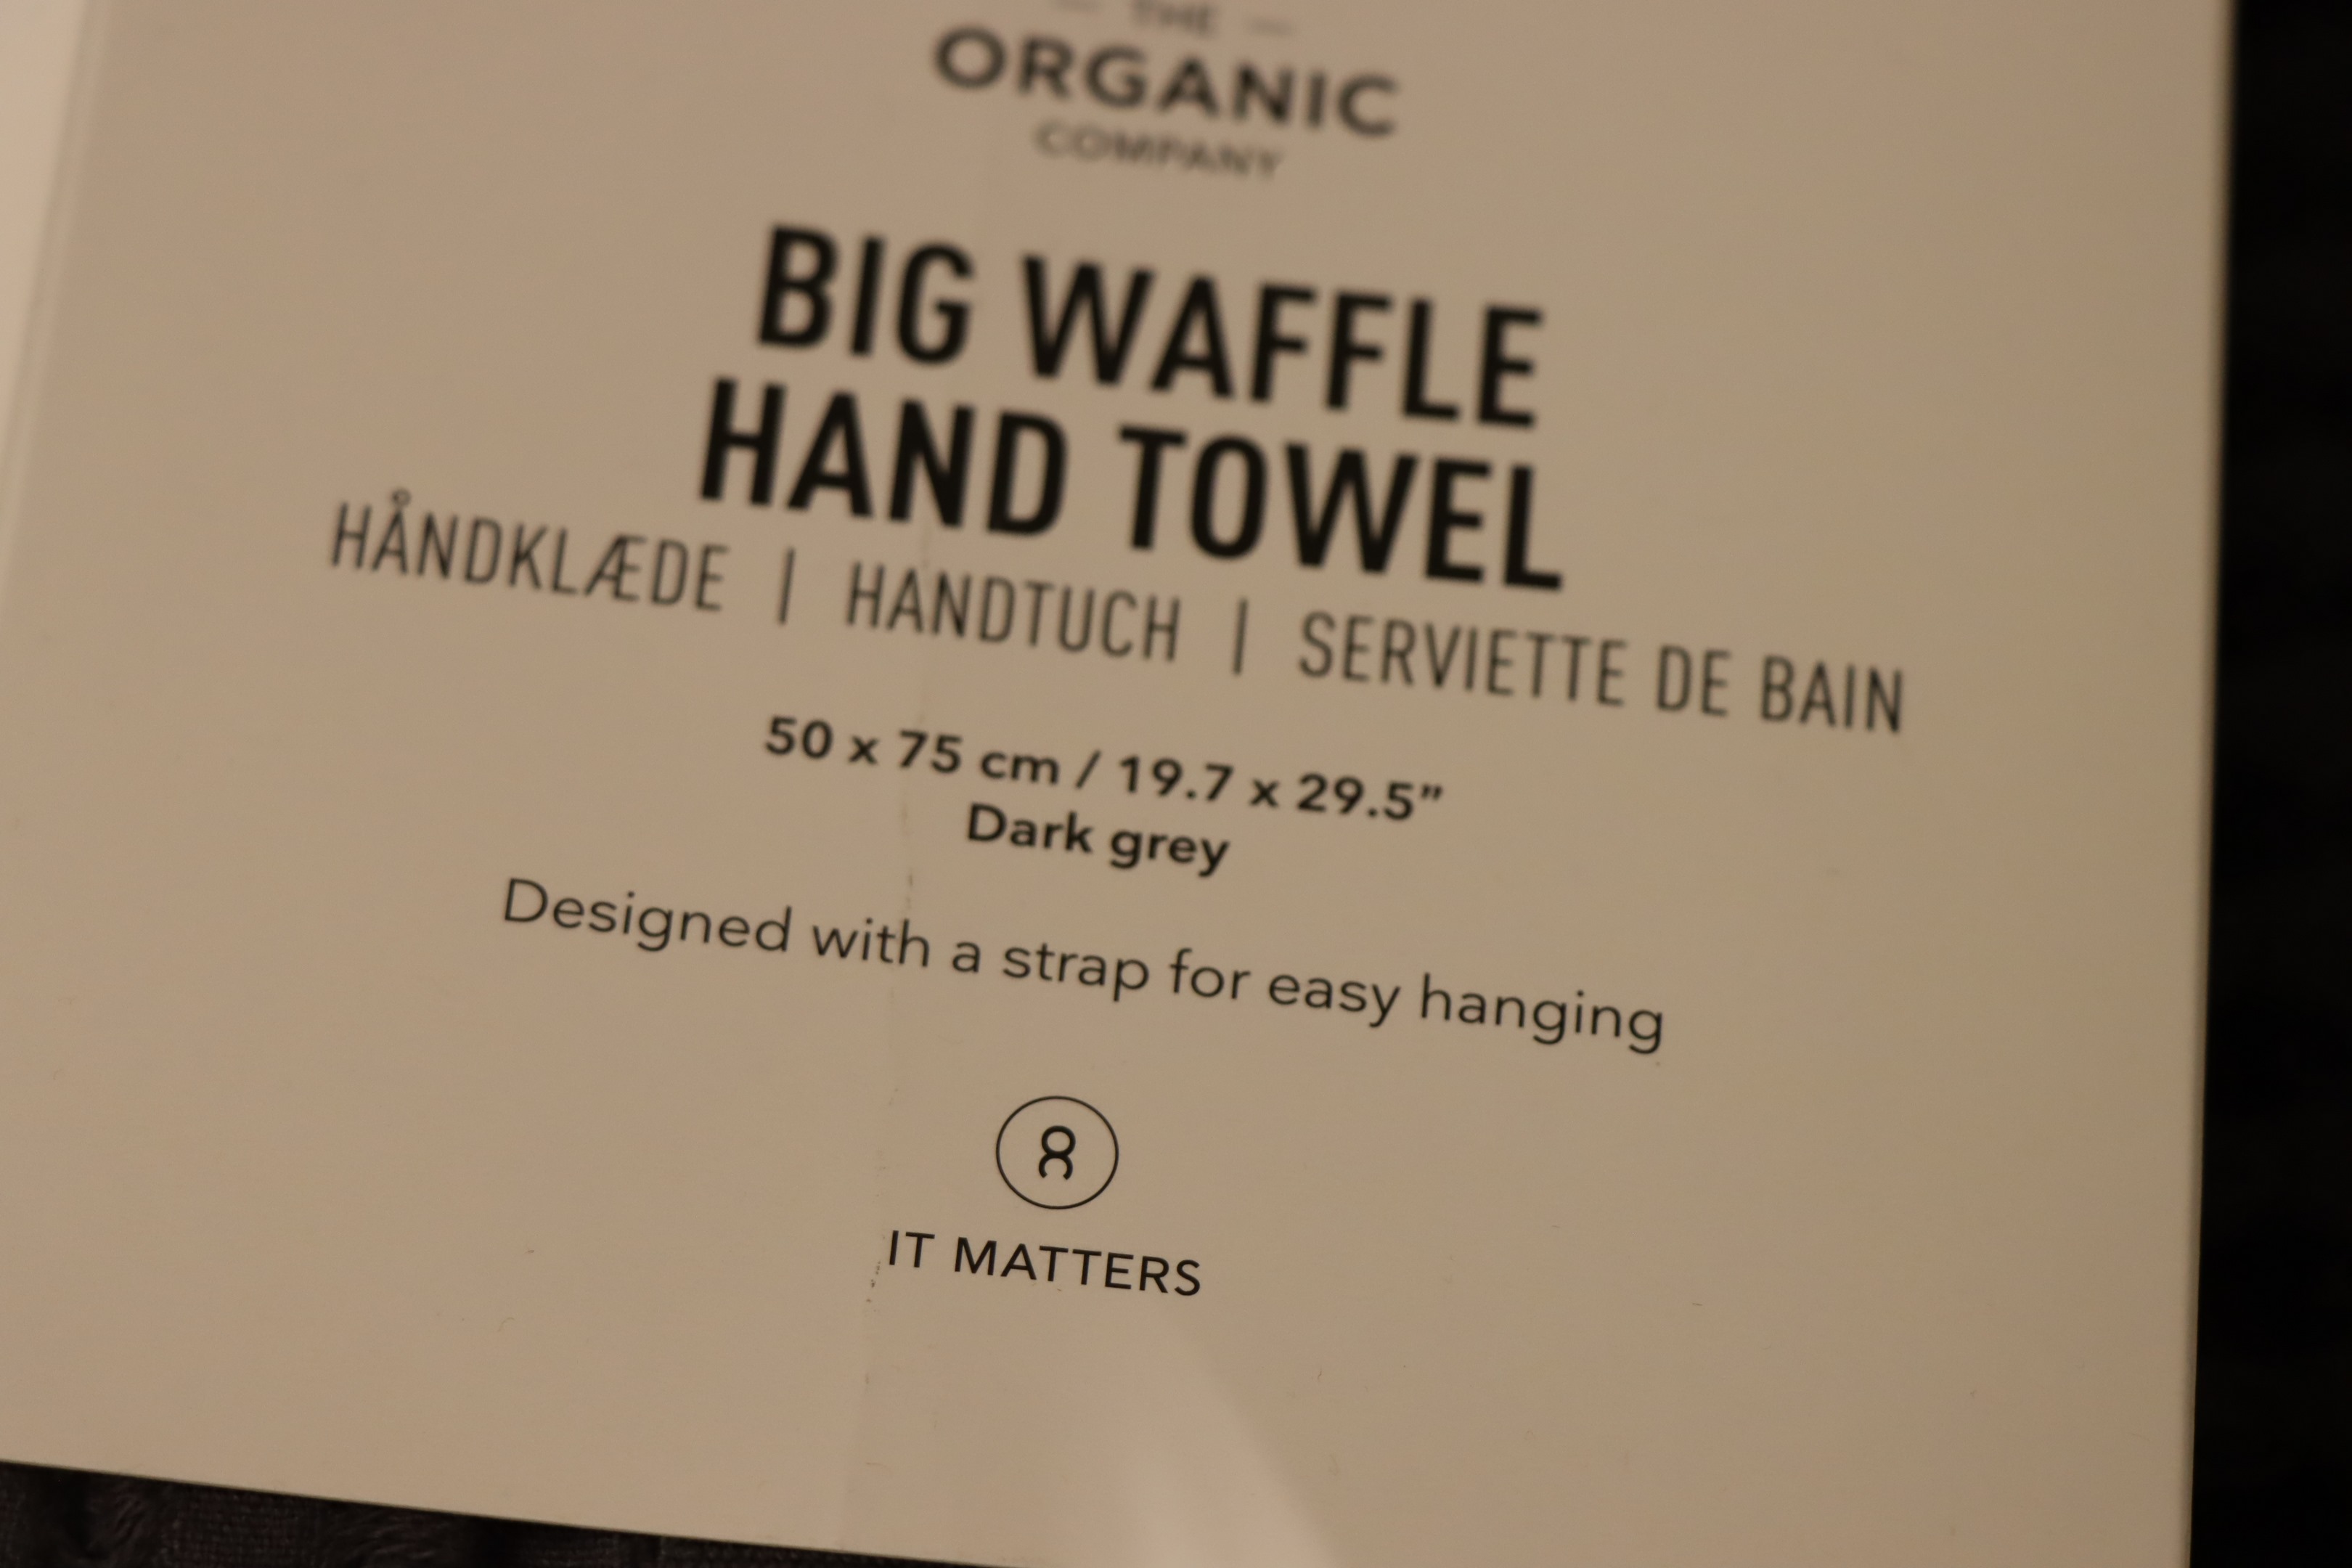 THE
ORGANIC
COMPANY
BIG WAFFLE
HAND TOWEL
HÅNDKLÆDE | HANDTUCH | SERVIETTE DE BAIN
50 x 75 cm / 19.7 x 29.5”
Dark grey
Designed with a strap for easy hanging
IT MATTERS